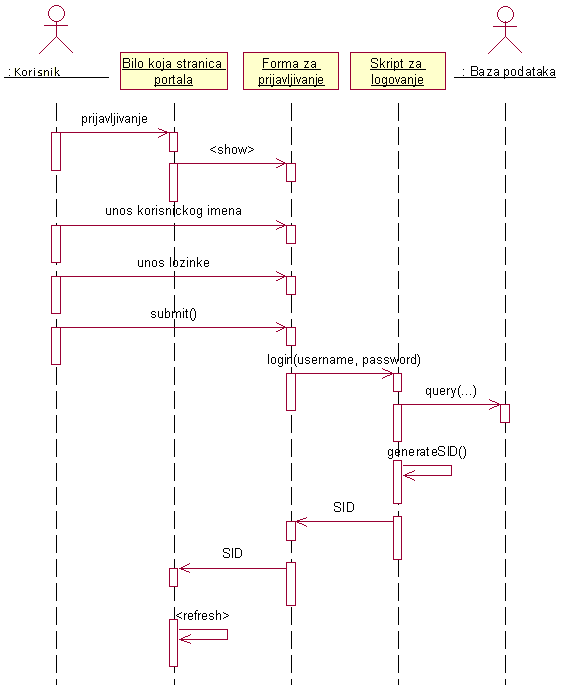 : Korisnik
Bilo koja stranica
portala
Forma za
prijavljivanje
Skript za
logovanje
: Baza podataka
prijavljivanje
<show>
unos korisnickog imena
unos lozinke
submit()
login(username, password)
query(...)
generateSID()
SID
SID
<refresh>